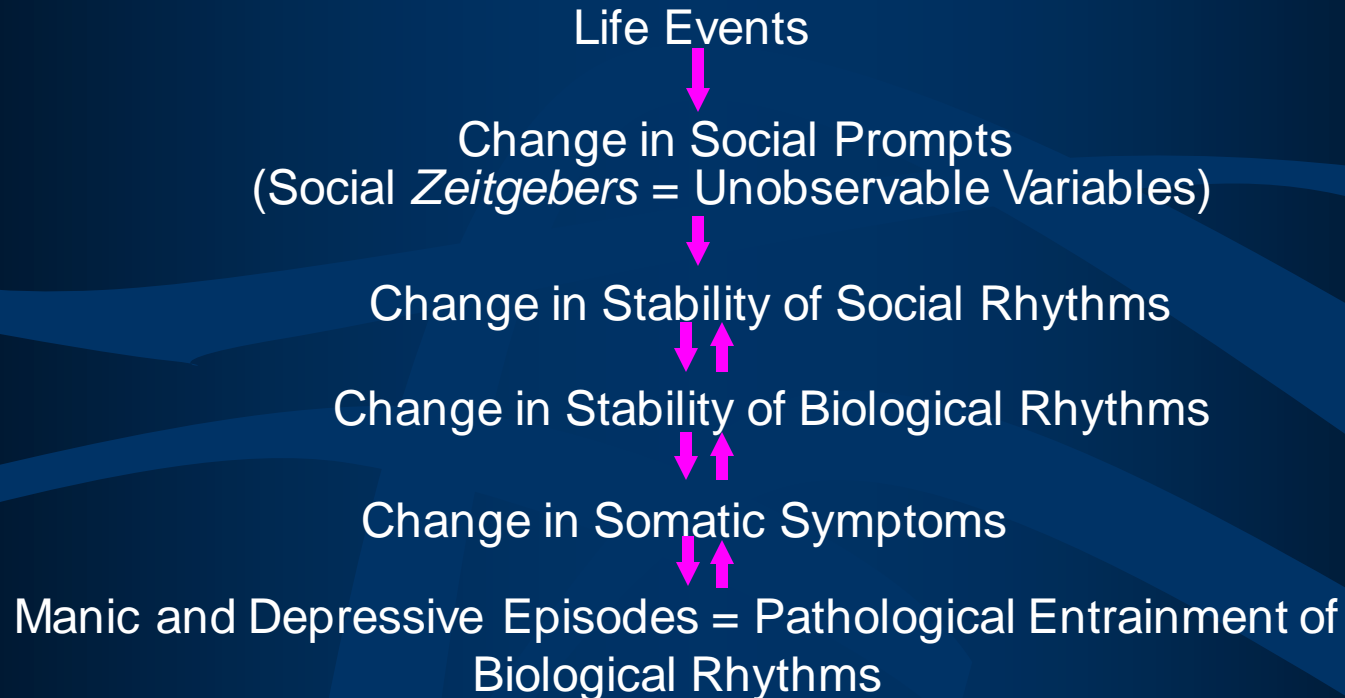 Life Events
Change in Social Prompts
(Social Zeitgebers = Unobservable Variables)
Change in Stability of Social Rhythms
Change in Stability of Biological Rhythms
Change in Somatic Symptoms
Manic and Depressive Episodes = Pathological Entrainment of
Biological Rhythms